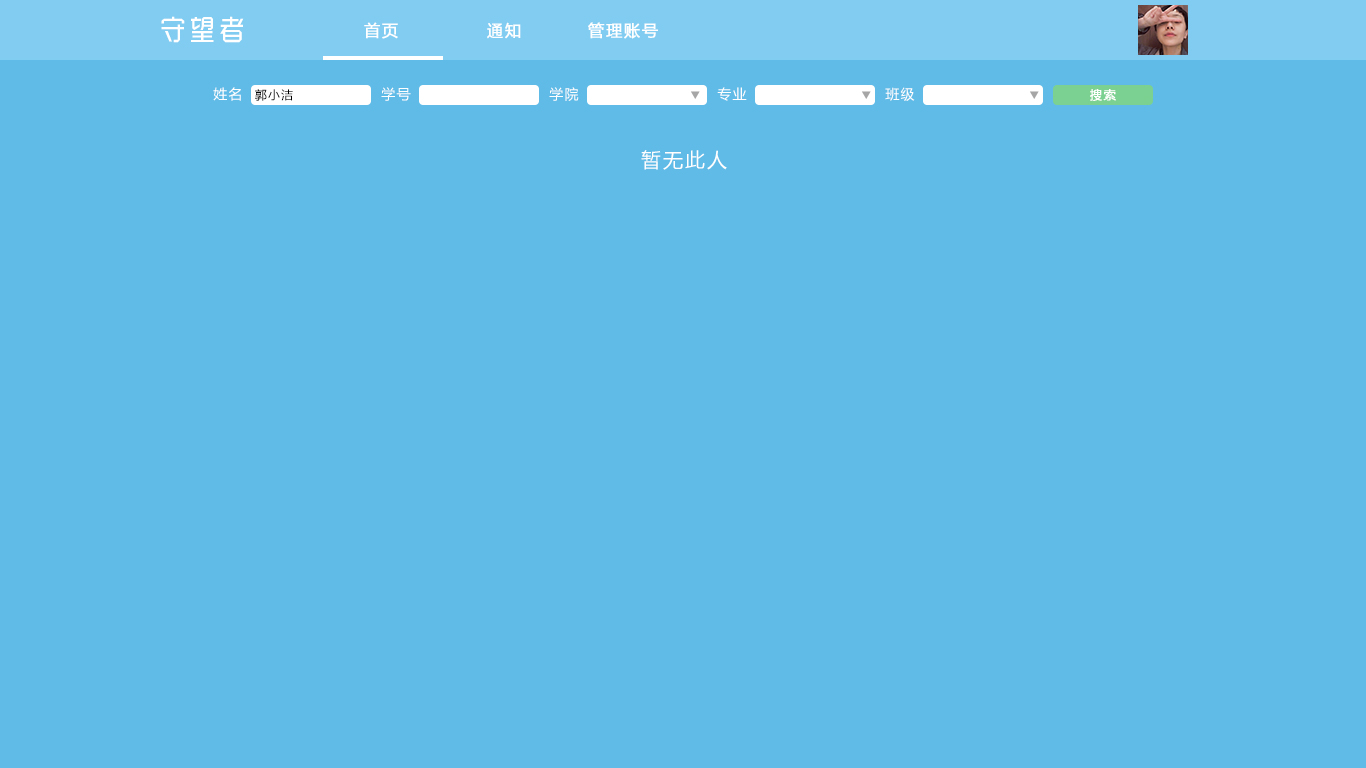 守望者 首页 通知 管理账号
姓名 郭小洁 学号 学院 专业 班级 搜索
暂无此人